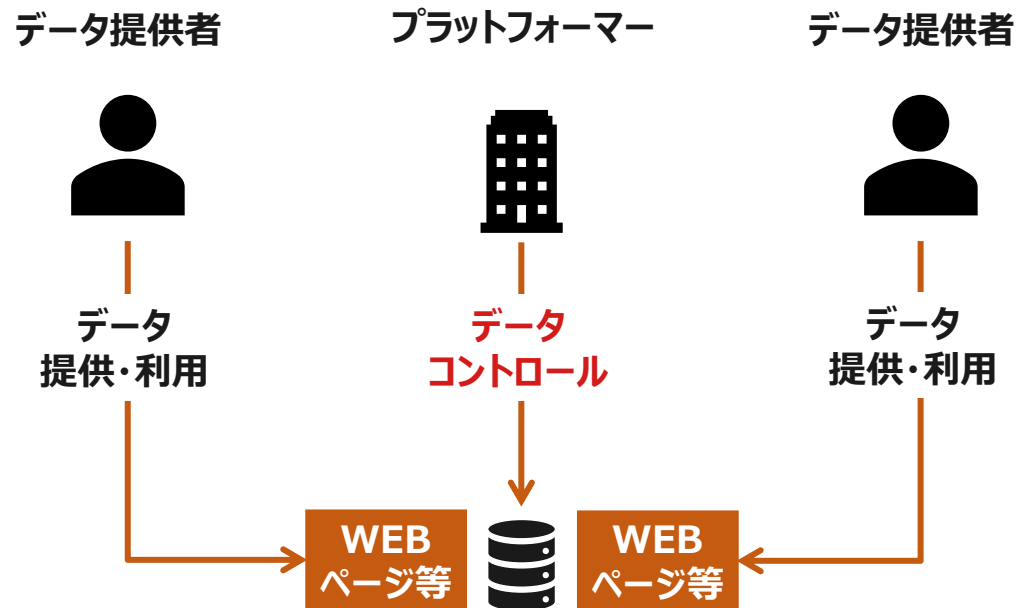 データ提供者
プラットフォーマー
データ提供者
データ
提供・利用
データ
コントロール
データ
提供・利用
WEB
ページ等
WEB
ページ等